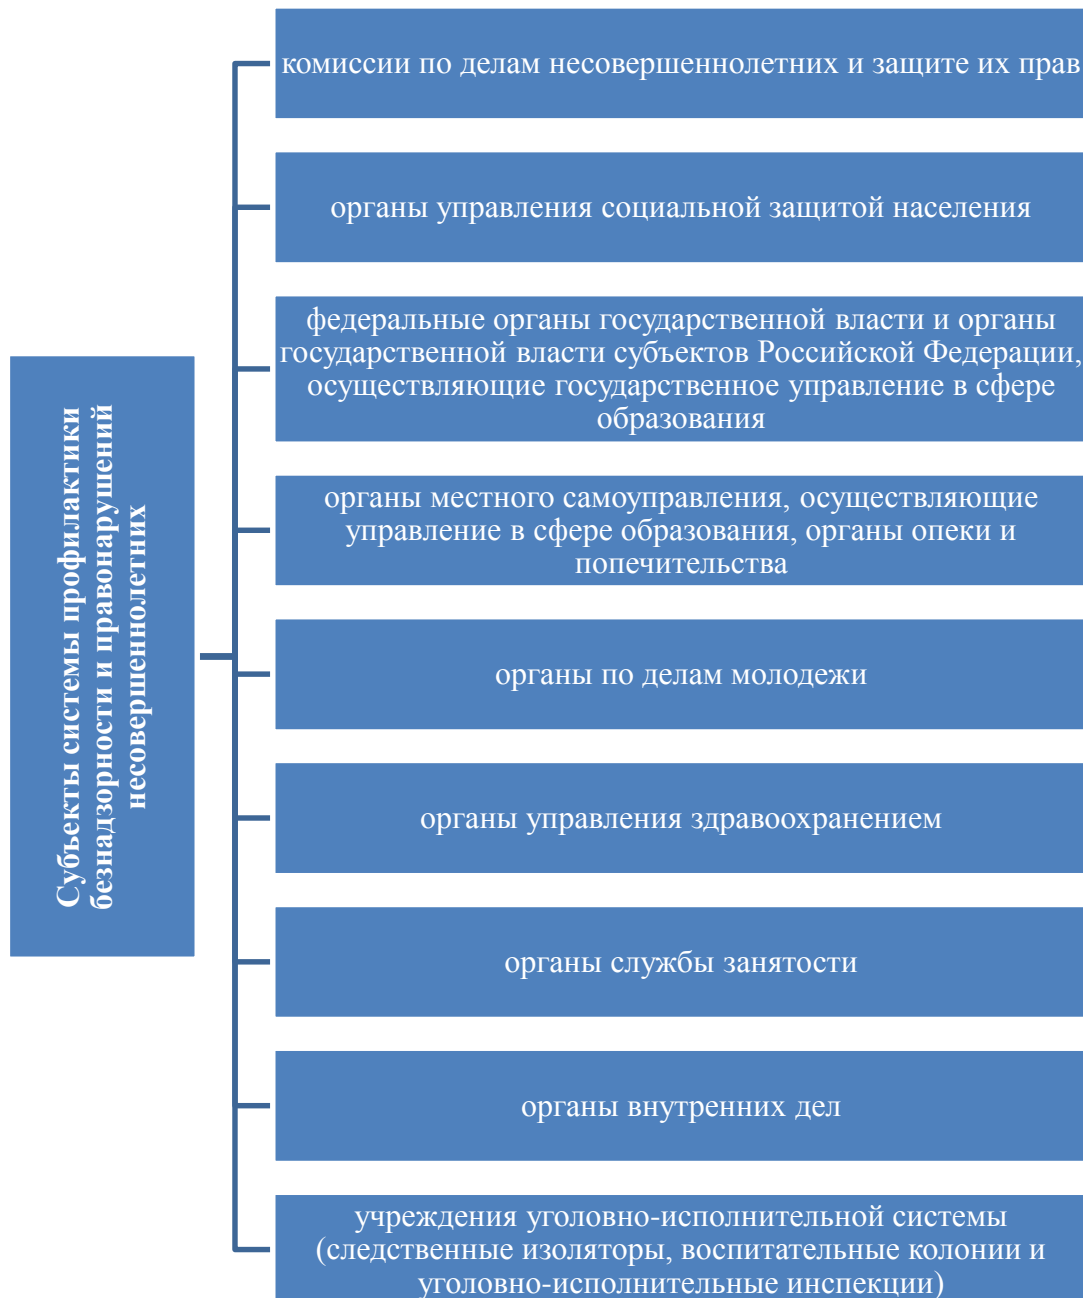 Субъекты системы профилактики
безнадзорности и правонарушений
несовершеннолетних
комиссии по делам несовершеннолетних и защите их прав
органы управления социальной защитой населения
федеральные органы государственной власти и органы
государственной власти субъектов Российской Федерации,
осуществляющие государственное управление в сфере
образования
органы местного самоуправления, осуществляющие
управление в сфере образования, органы опеки и
попечительства
органы по делам молодежи
органы управления здравоохранением
органы службы занятости
органы внутренних дел
учреждения уголовно-исполнительной системы
(следственные изоляторы, воспитательные колонии и
уголовно-исполнительные инспекции)